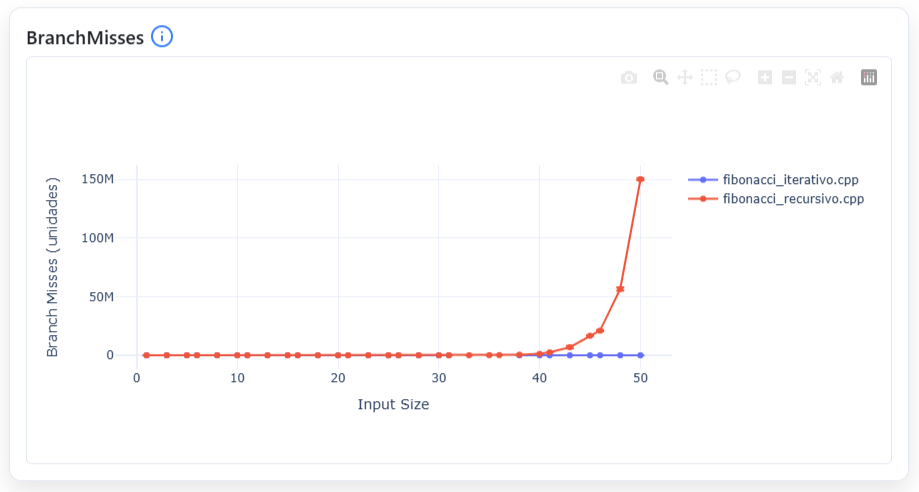 BranchMisses
150M
100M
50M
0
Branch Misses (unidades)
0 10 20 30 40 50
Input Size
fibonacci_iterativo.cpp
fibonacci_recursivo.cpp